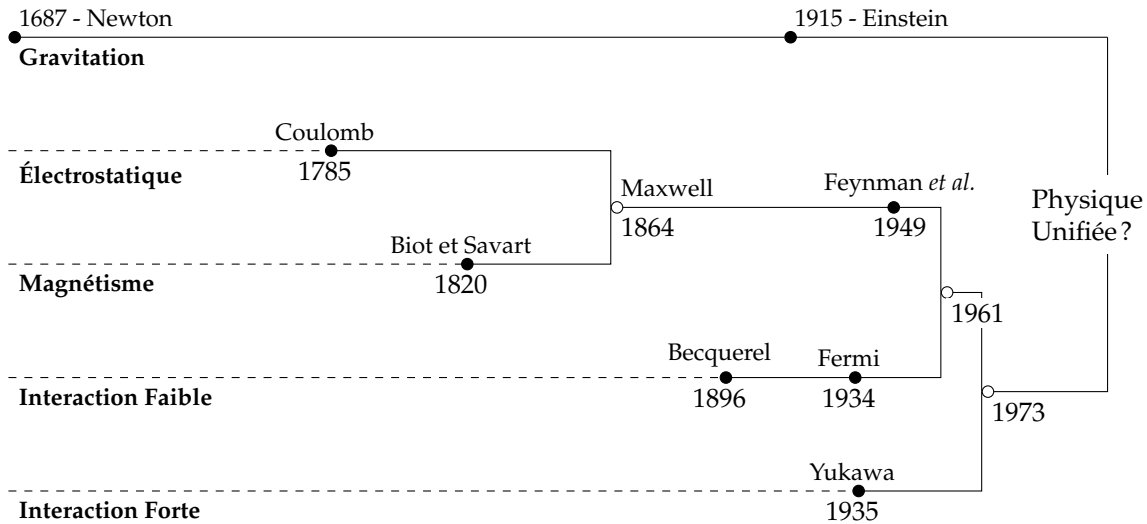 1687 - Newton
1915 - Einstein
Gravitation
Coulomb
1785
Électrostatique
Maxwell
1864
Feynman et al.
1949
Physique
Unifiée ?
Biot et Savart
1820
Magnétisme
1961
Becquerel
1896
Fermi
1934
Interaction Faible
1973
Yukawa
1935
Interaction Forte